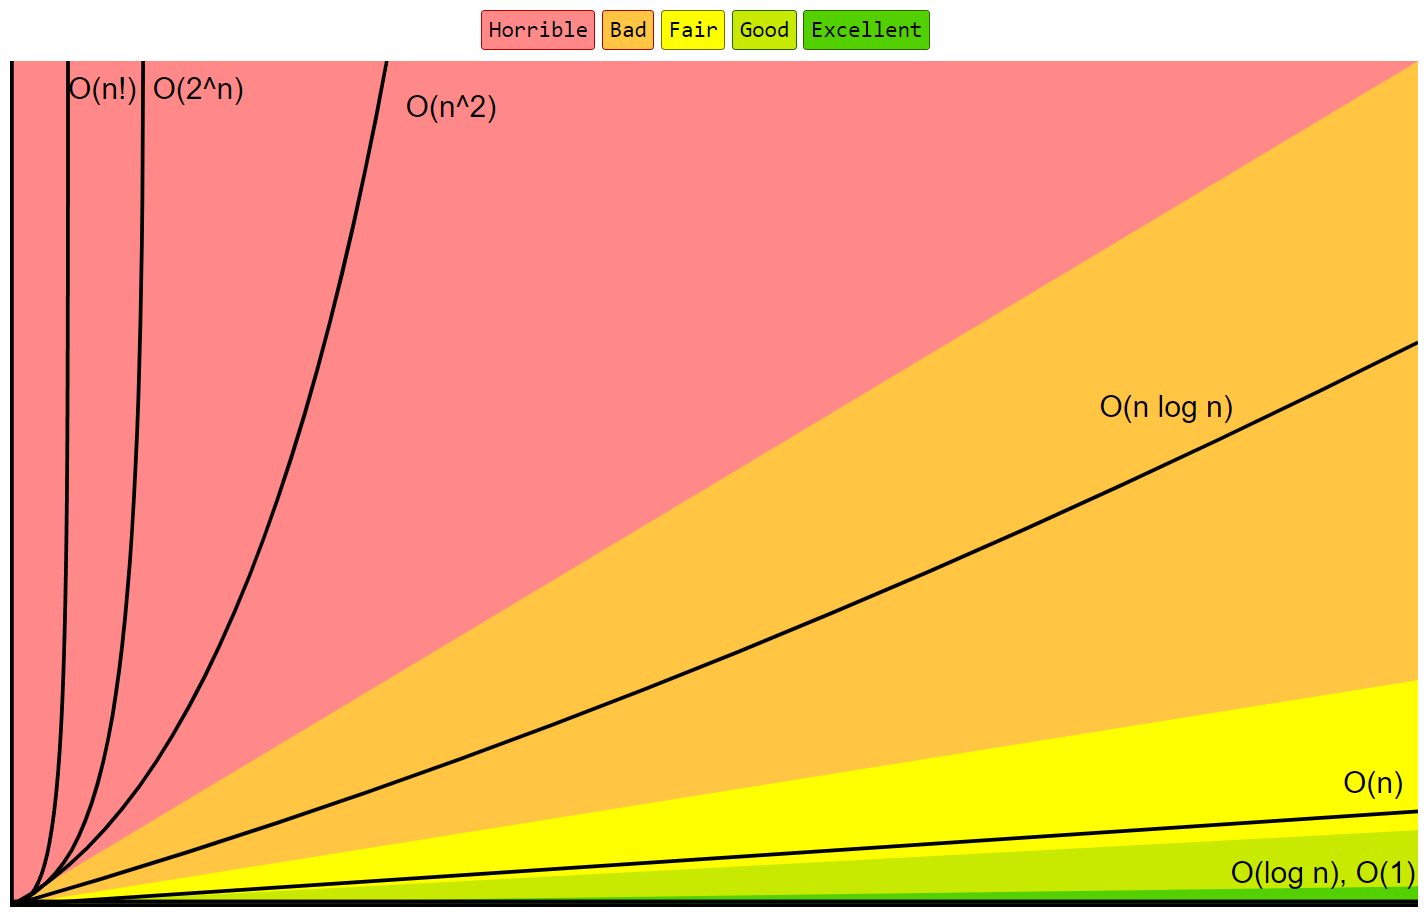 Horrible Bad Fair Good Excellent
O(n!) O(2^n)
O(n^2)
O(n log n)
O(n)
O(log n), O(1)